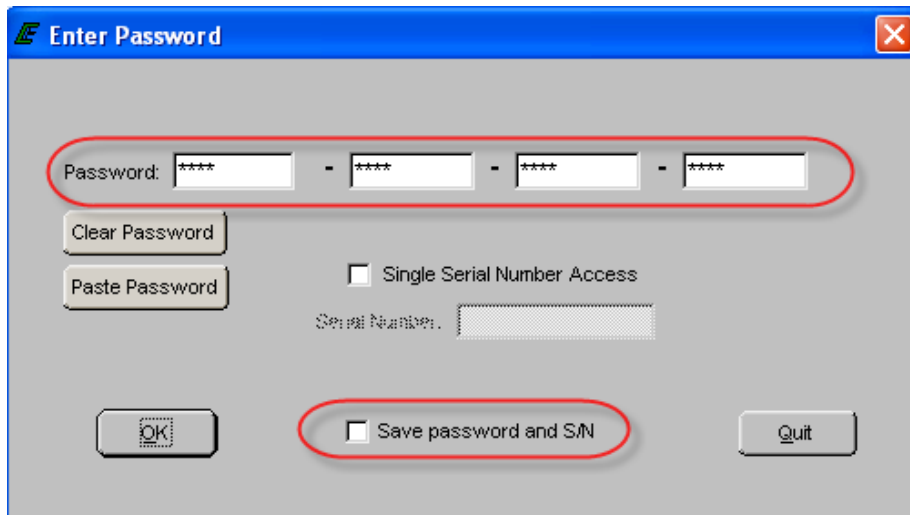 Enter Password
Password: **** - **** - **** - ****
Clear Password
Paste Password
Single Serial Number Access
Serial Number:
OK
Save password and S/N
Quit